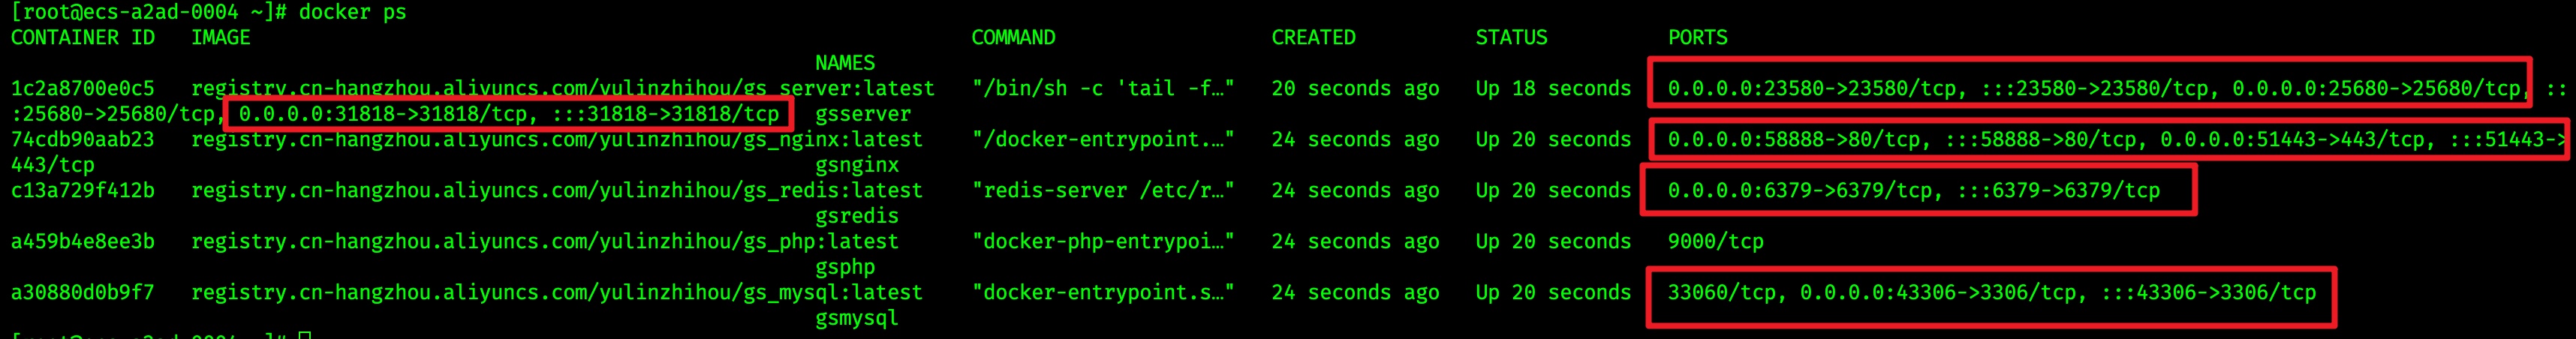 [root@ecs-a2ad-0004 ~]# docker ps
CONTAINER ID   IMAGE   COMMAND   CREATED   STATUS   PORTS
NAMES
1c2a8700e0c5   registry.cn-hangzhou.aliyuncs.com/yulinzhihou/gs_server:latest   "/bin/sh -c 'tail -f…"   20 seconds ago   Up 18 seconds   0.0.0.0:23580->23580/tcp, :::23580->23580/tcp, 0.0.0.0:25680->25680/tcp, ::
:25680->25680/tcp, 0.0.0.0:31818->31818/tcp, :::31818->31818/tcp   gsserver
74cdb90aab23   registry.cn-hangzhou.aliyuncs.com/yulinzhihou/gs_nginx:latest   "/docker-entrypoint.…"   24 seconds ago   Up 20 seconds   0.0.0.0:58888->80/tcp, :::58888->80/tcp, 0.0.0.0:51443->443/tcp, :::51443->
443/tcp   gsnginx
c13a729f412b   registry.cn-hangzhou.aliyuncs.com/yulinzhihou/gs_redis:latest   "redis-server /etc/r…"   24 seconds ago   Up 20 seconds   0.0.0.0:6379->6379/tcp, :::6379->6379/tcp
gsredis
a459b4e8ee3b   registry.cn-hangzhou.aliyuncs.com/yulinzhihou/gs_php:latest   "docker-php-entrypoi…"   24 seconds ago   Up 20 seconds   9000/tcp
gsphp
a30880d0b9f7   registry.cn-hangzhou.aliyuncs.com/yulinzhihou/gs_mysql:latest   "docker-entrypoint.s…"   24 seconds ago   Up 20 seconds   33060/tcp, 0.0.0.0:43306->3306/tcp, :::43306->3306/tcp
gsmysql
[root@ecs-a2ad-0004 ~]#